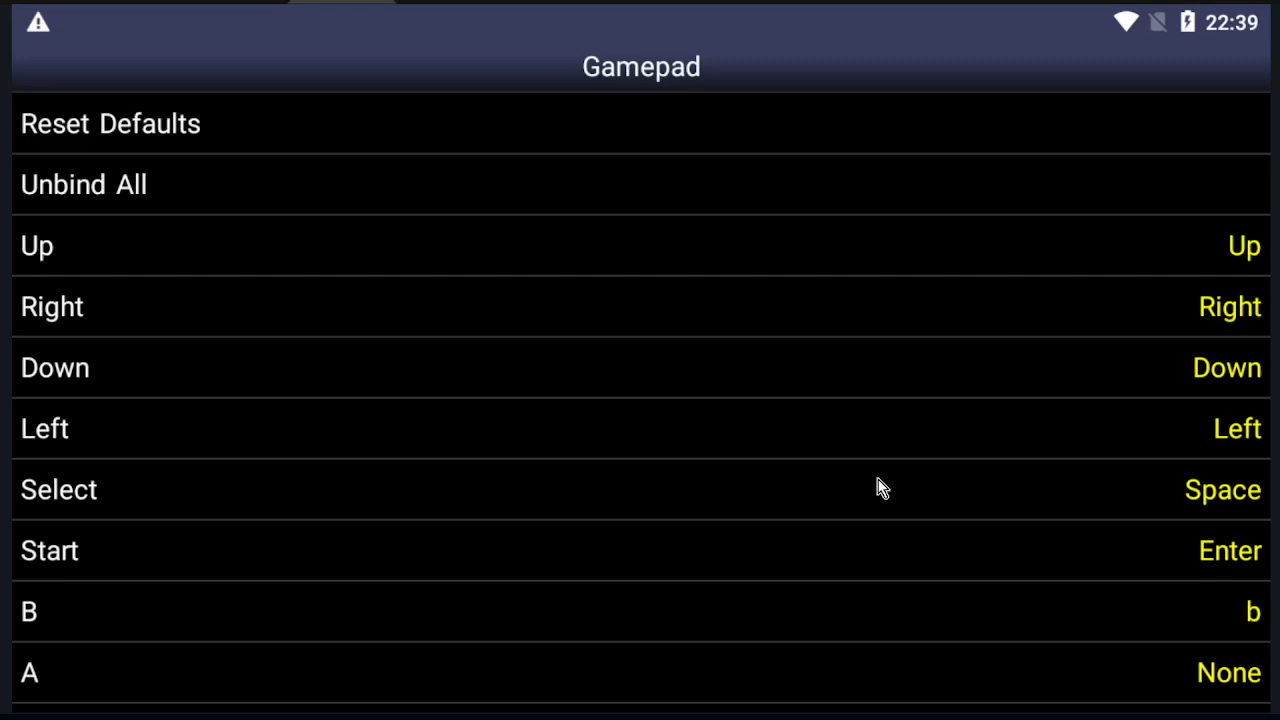 22:39
Gamepad
Reset Defaults
Unbind All
Up Up
Right Right
Down Down
Left Left
Select Space
Start Enter
B b
A None